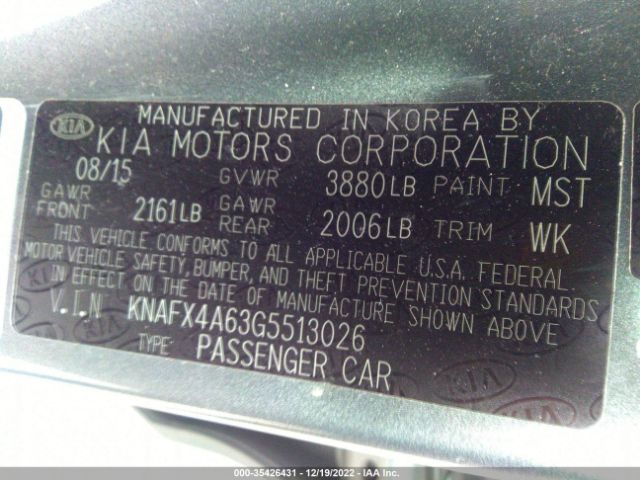 MANUFACTURED IN KOREA BY
KIA KIA MOTORS CORPORATION
08/15 GVWR 3880LB PAINT MST
GAWR FRONT 2161LB GAWR REAR 2006LB TRIM WK
THIS VEHICLE CONFORMS TO ALL APPLICABLE U.S.A. FEDERAL
MOTOR VEHICLE SAFETY, BUMPER, AND THEFT PREVENTION STANDARDS
IN EFFECT ON THE DATE OF MANUFACTURE SHOWN ABOVE
V.I.N KNAFX4A63G5513026
TYPE: PASSENGER CAR
000-35426431 - 12/19/2022 - IAA Inc.